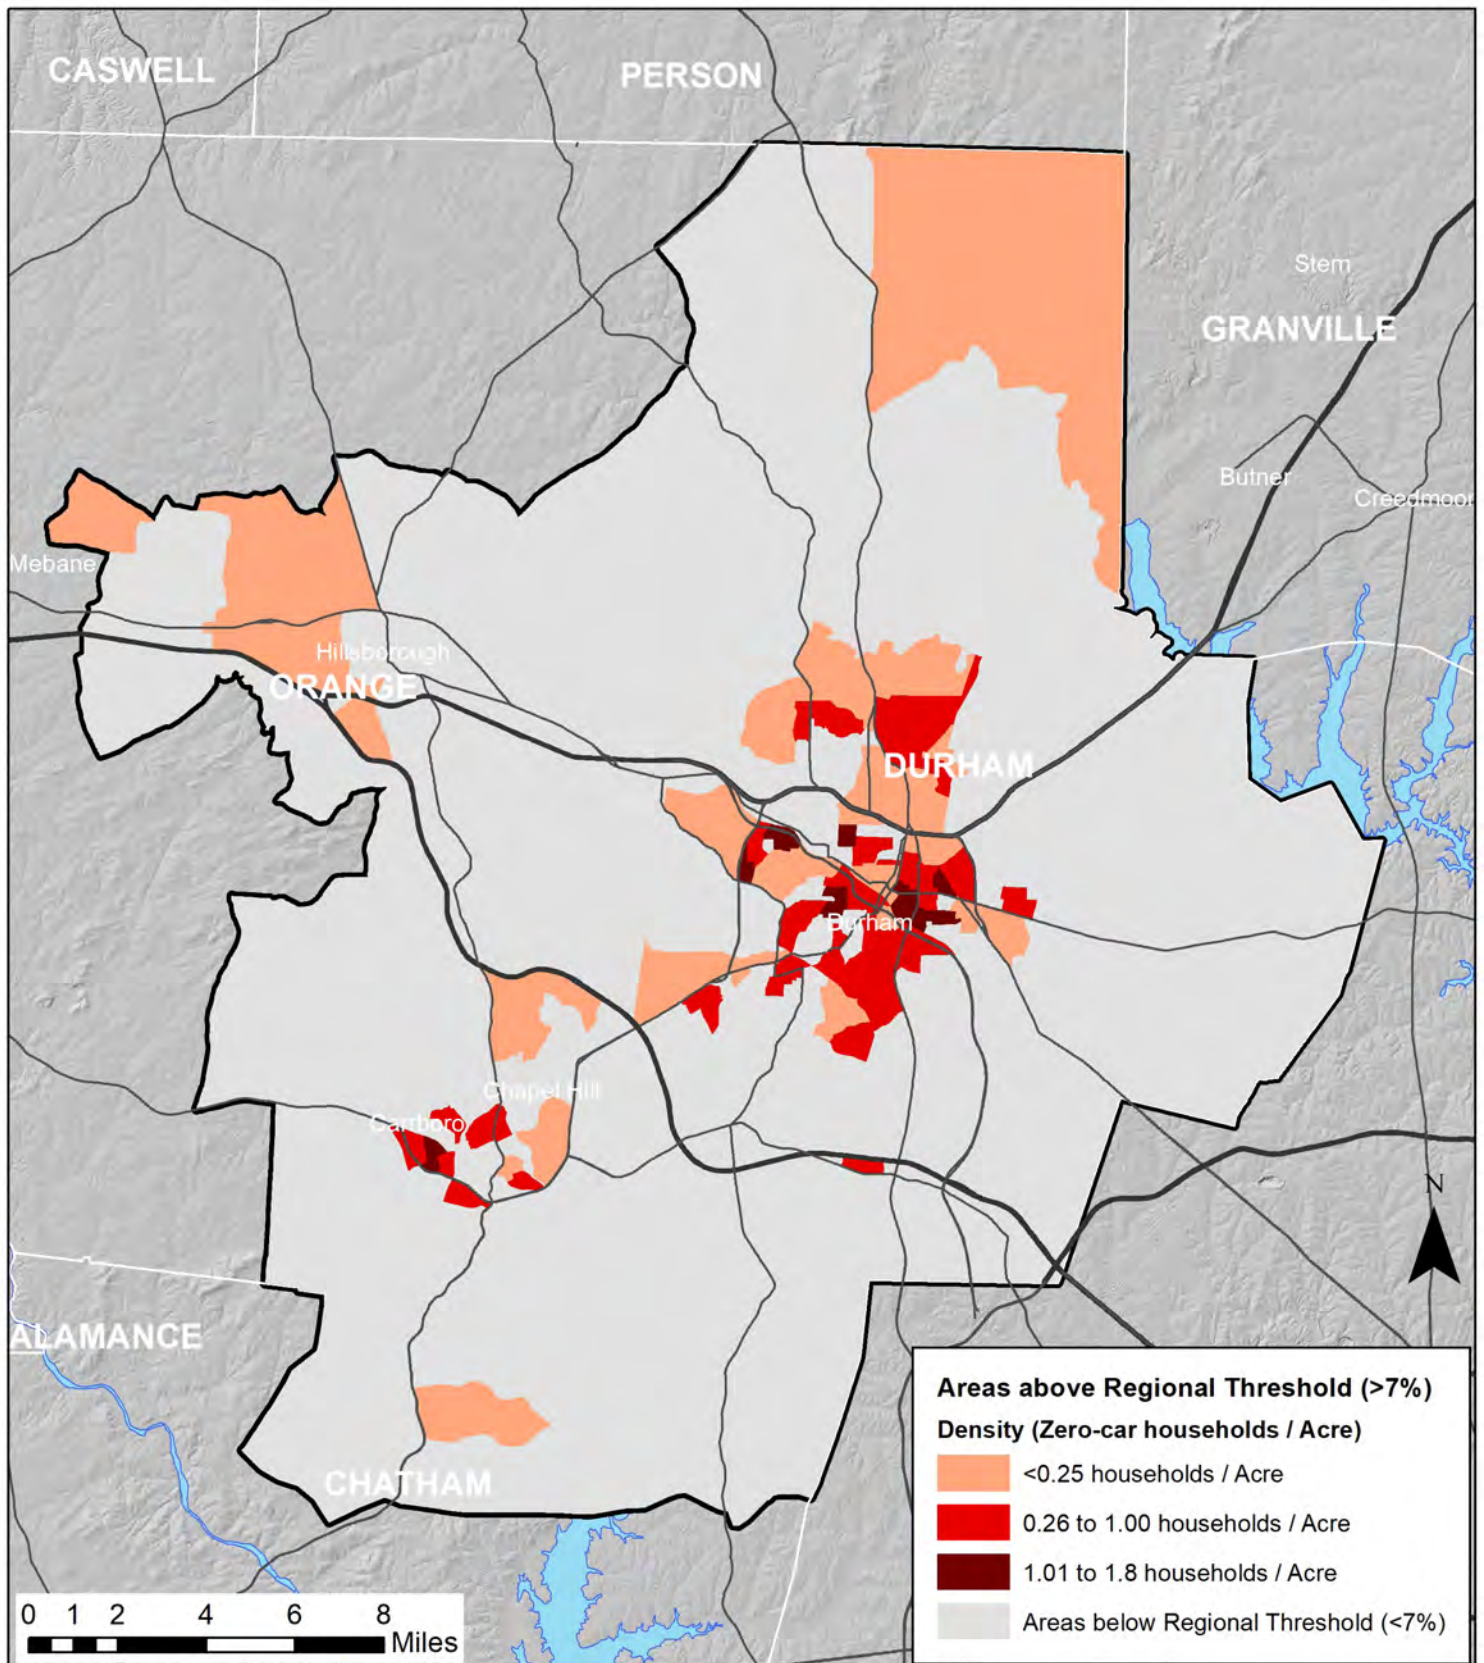 CASWELL
PERSON
Stem
GRANVILLE
Butner
Creedmoor
Mebane
Hillsborough
ORANGE
DURHAM
Durham
Chapel Hill
Carrboro
N
ALAMANCE
CHATHAM
Areas above Regional Threshold (>7%)
Density (Zero-car households / Acre)
<0.25 households / Acre
0.26 to 1.00 households / Acre
1.01 to 1.8 households / Acre
Areas below Regional Threshold (<7%)
0 1 2 4 6 8
Miles